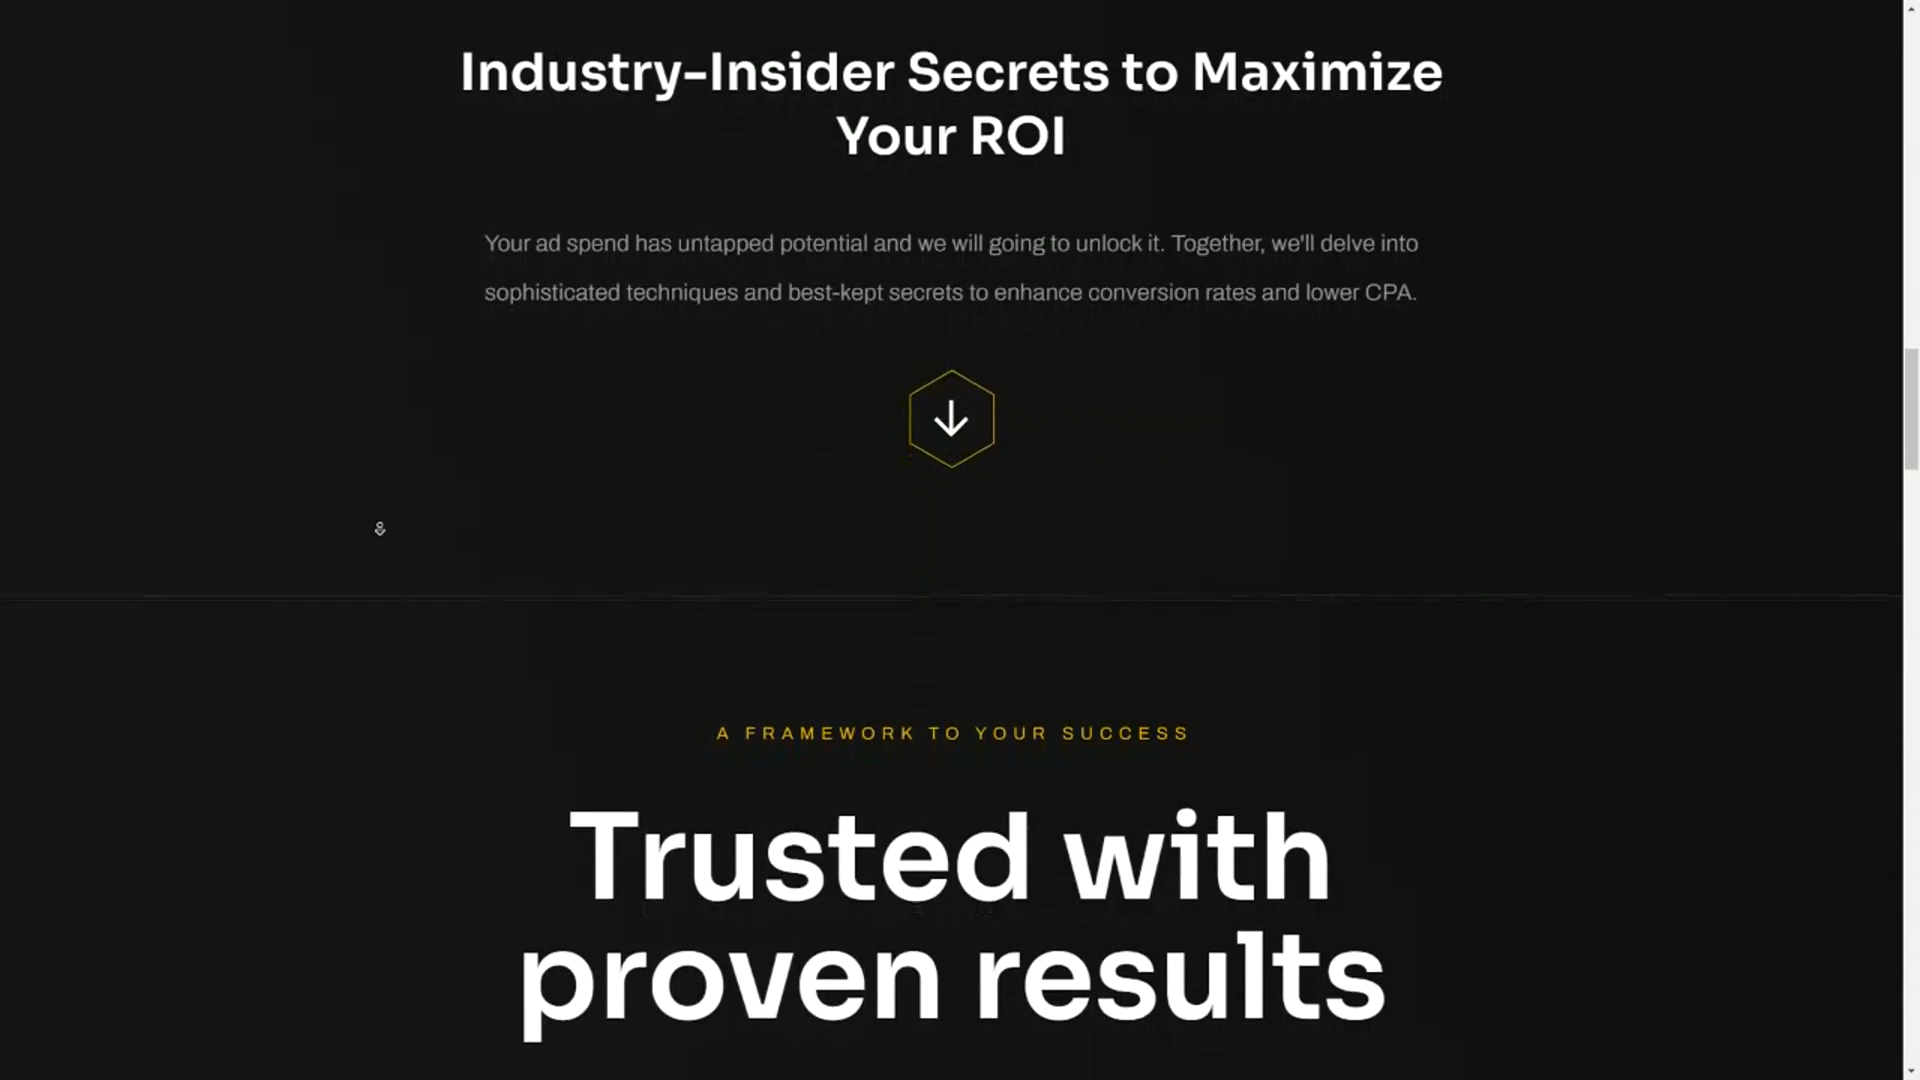 Industry-Insider Secrets to Maximize
Your ROI
Your ad spend has untapped potential and we will going to unlock it. Together, we'll delve into
sophisticated techniques and best-kept secrets to enhance conversion rates and lower CPA.
A FRAMEWORK TO YOUR SUCCESS
Trusted with
proven results